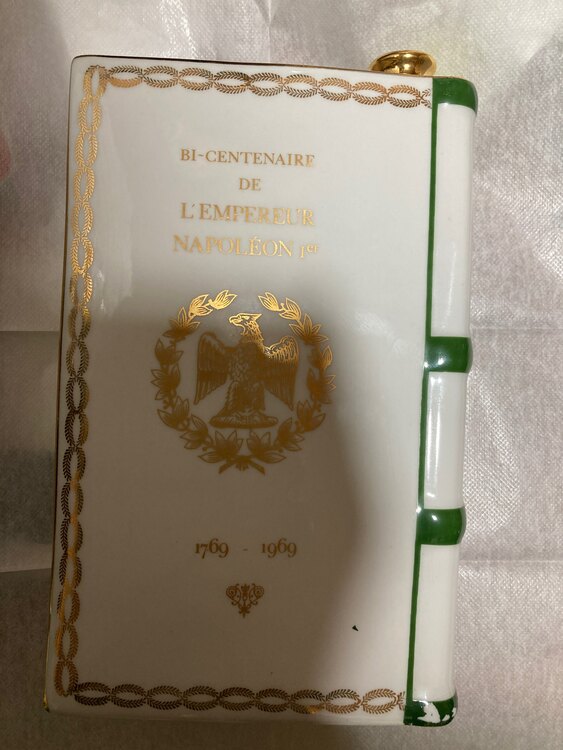 BI-CENTENAIRE
DE
L'EMPEREUR
NAPOLÉON Ier
1769 - 1969